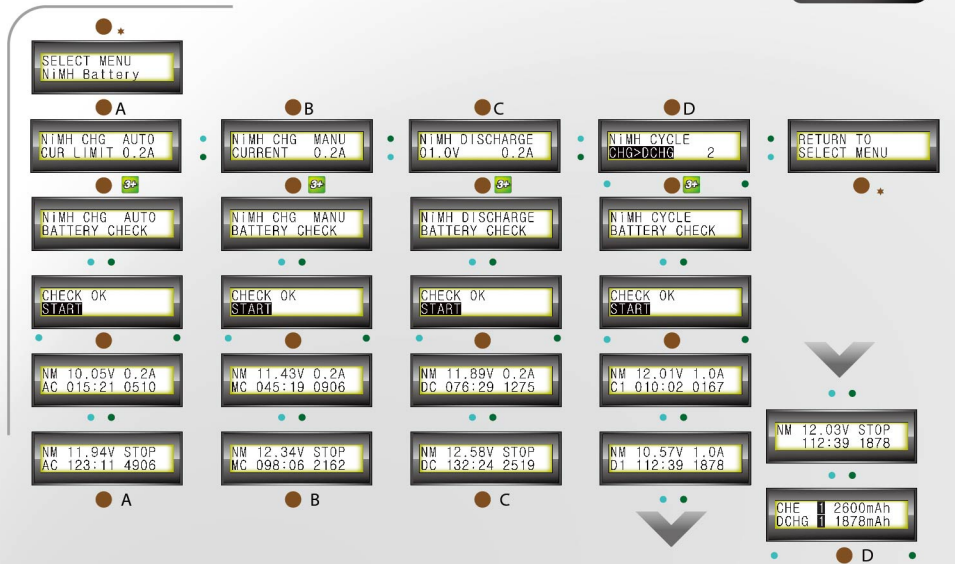 *
SELECT MENU
NiMH Battery
A
B
C
D
NiMH CHG AUTO
CUR LIMIT 0.2A
NiMH CHG MANU
CURRENT 0.2A
NiMH DISCHARGE
01.0V 0.2A
NiMH CYCLE
CHG>DCHG 2
RETURN TO
SELECT MENU
3+
3+
3+
3+
*
NiMH CHG AUTO
BATTERY CHECK
NiMH CHG MANU
BATTERY CHECK
NiMH DISCHARGE
BATTERY CHECK
NiMH CYCLE
BATTERY CHECK
CHECK OK
START
CHECK OK
START
CHECK OK
START
CHECK OK
START
NM 10.05V 0.2A
AC 015:21 0510
NM 11.43V 0.2A
MC 045:19 0906
NM 11.89V 0.2A
DC 076:29 1275
NM 12.01V 1.0A
C1 010:02 0167
NM 11.94V STOP
AC 123:11 4906
NM 12.34V STOP
MC 098:06 2162
NM 12.58V STOP
DC 132:24 2519
NM 10.57V 1.0A
D1 112:39 1878
NM 12.03V STOP
112:39 1878
CHE 1 2600mAh
DCHG 1 1878mAh
A
B
C
D